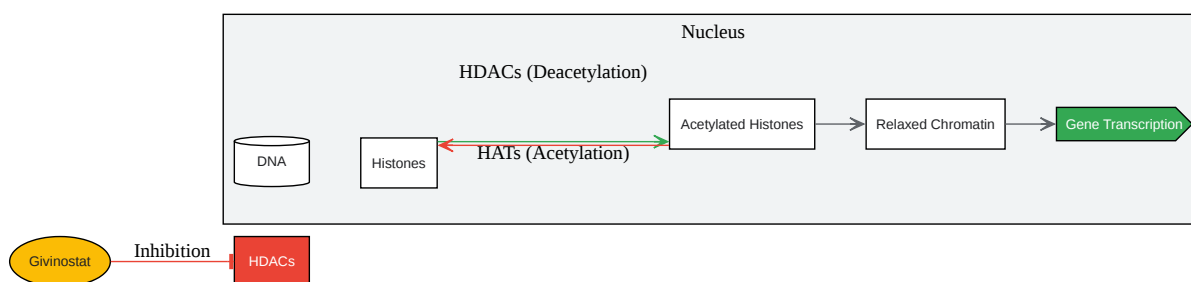 Nucleus
HDACs (Deacetylation)
Acetylated Histones
Relaxed Chromatin
Gene Transcription
DNA
Histones
HATs (Acetylation)
Givinostat
Inhibition
HDACs